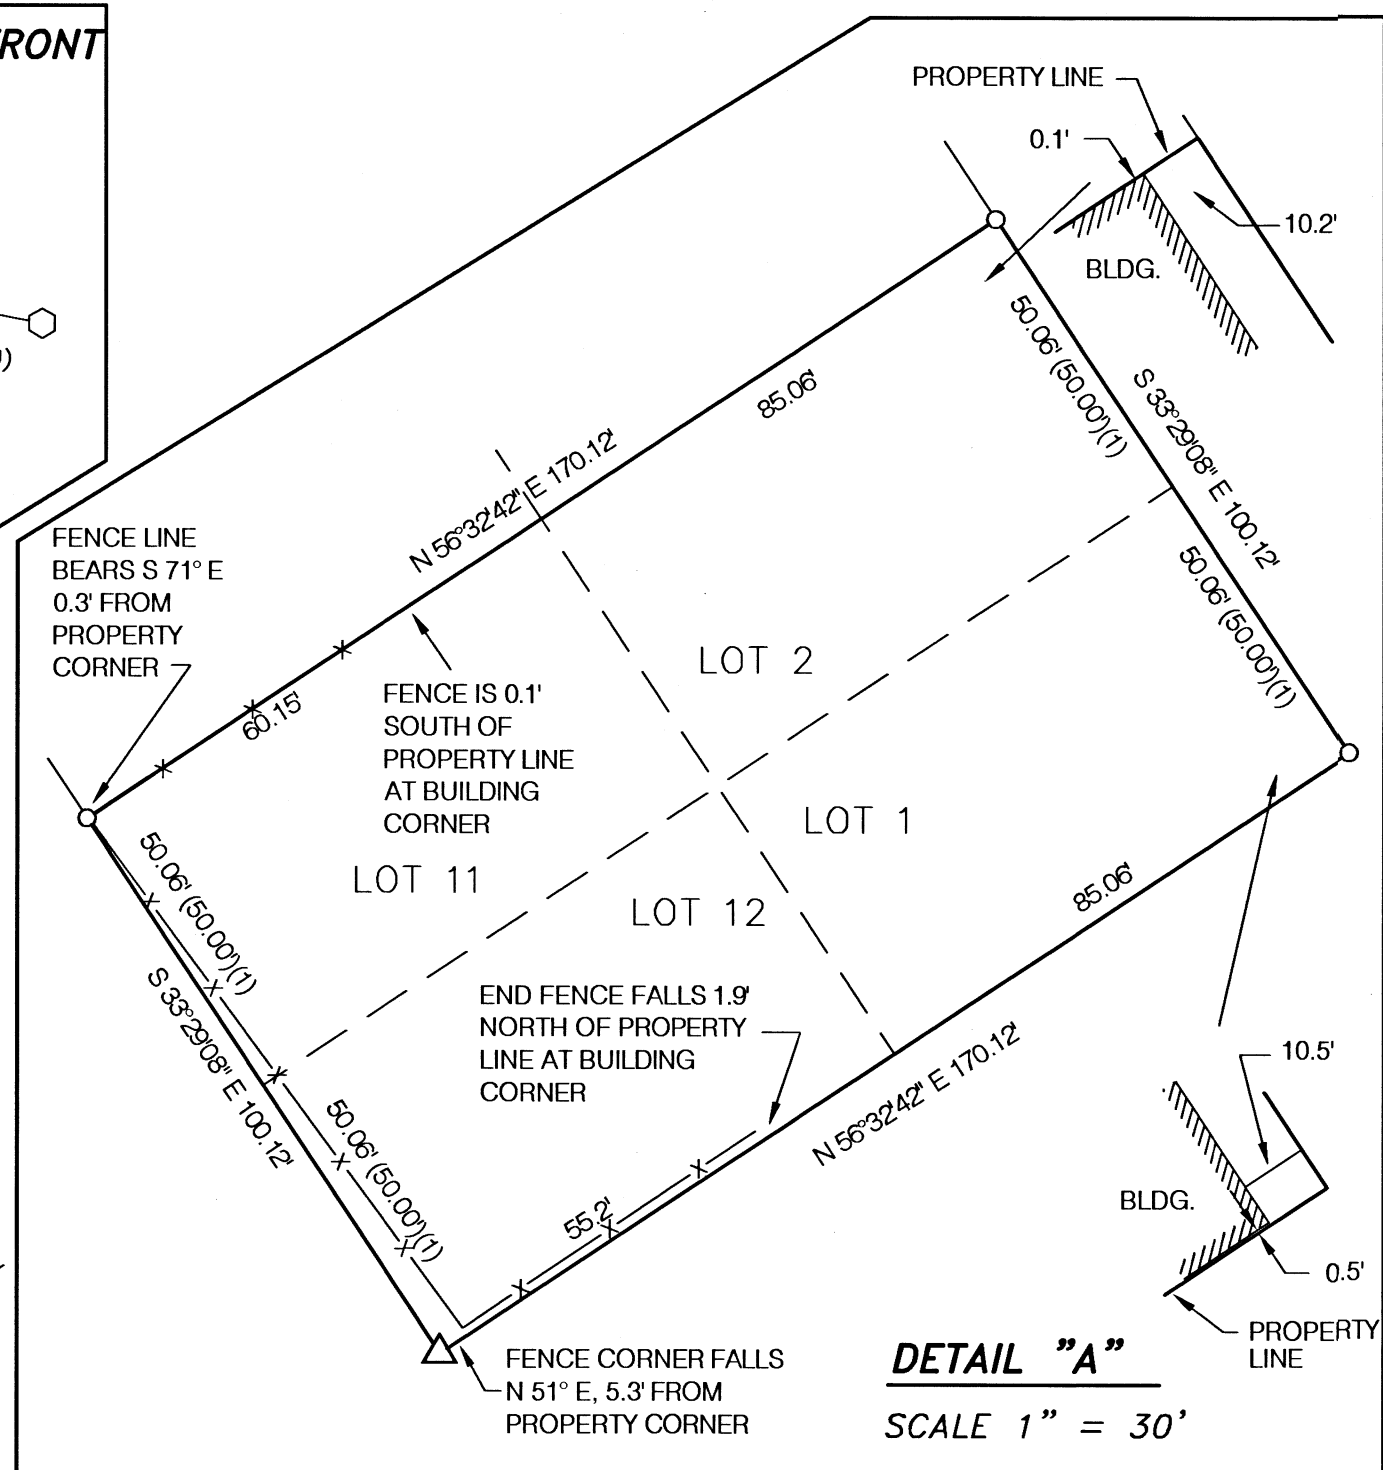 PROPERTY LINE
0.1'
10.2'
BLDG.
50.06' (50.00')(1)
S 33°29'08" E 100.12'
50.06' (50.00')(1)
85.06'
N 56°32'42" E 170.12'
FENCE LINE
BEARS S 71° E
0.3' FROM
PROPERTY
CORNER
60.15'
FENCE IS 0.1'
SOUTH OF
PROPERTY LINE
AT BUILDING
CORNER
LOT 2
LOT 1
LOT 11
LOT 12
50.06' (50.00')(1)
S 33°29'08" E 100.12'
50.06' (50.00')(1)
85.06'
END FENCE FALLS 1.9'
NORTH OF PROPERTY
LINE AT BUILDING
CORNER
N 56°32'42" E 170.12'
55.2'
10.5'
BLDG.
0.5'
PROPERTY
LINE
FENCE CORNER FALLS
N 51° E, 5.3' FROM
PROPERTY CORNER
DETAIL "A"
SCALE 1" = 30'